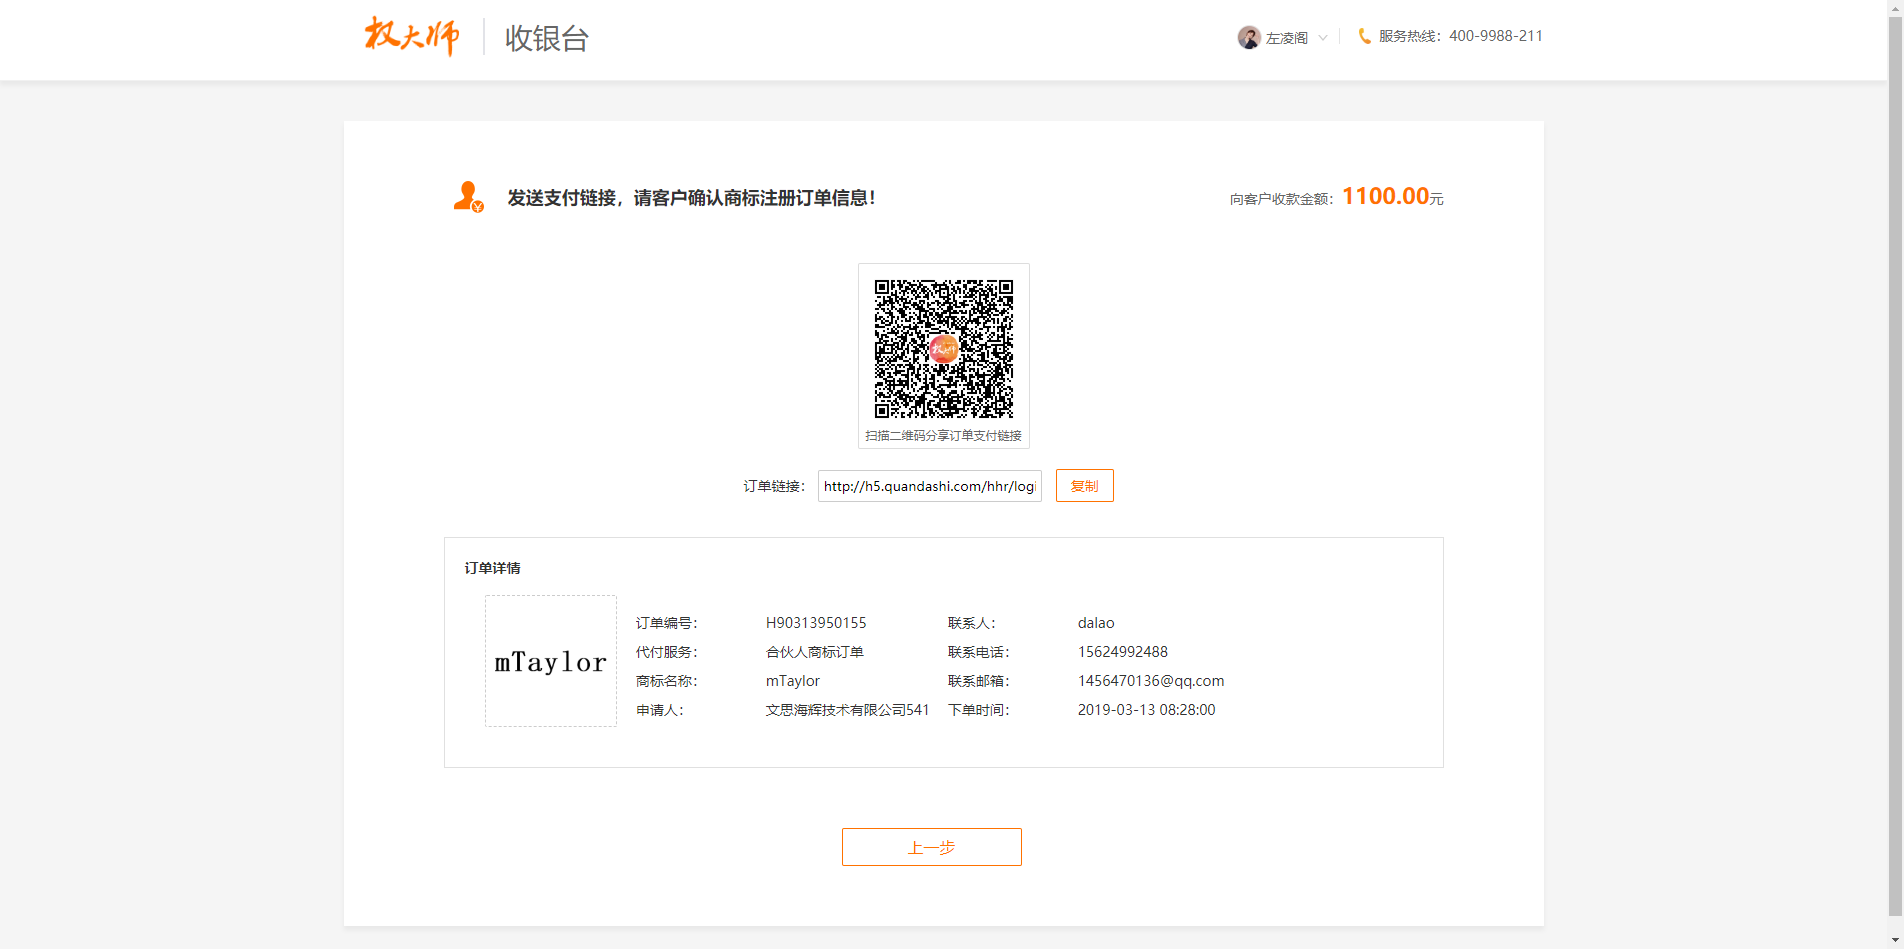 权大师 收银台 左凌阁 服务热线：400-9988-211
发送支付链接，请客户确认商标注册订单信息！ 向客户收款金额：1100.00元
权大师
扫描二维码分享订单支付链接
订单链接： http://h5.quandashi.com/hhr/logi 复制
订单详情
mTaylor
订单编号： H90313950155 联系人： dalao
代付服务： 合伙人商标订单 联系电话： 15624992488
商标名称： mTaylor 联系邮箱： 1456470136@qq.com
申请人： 文思海辉技术有限公司541 下单时间： 2019-03-13 08:28:00
上一步